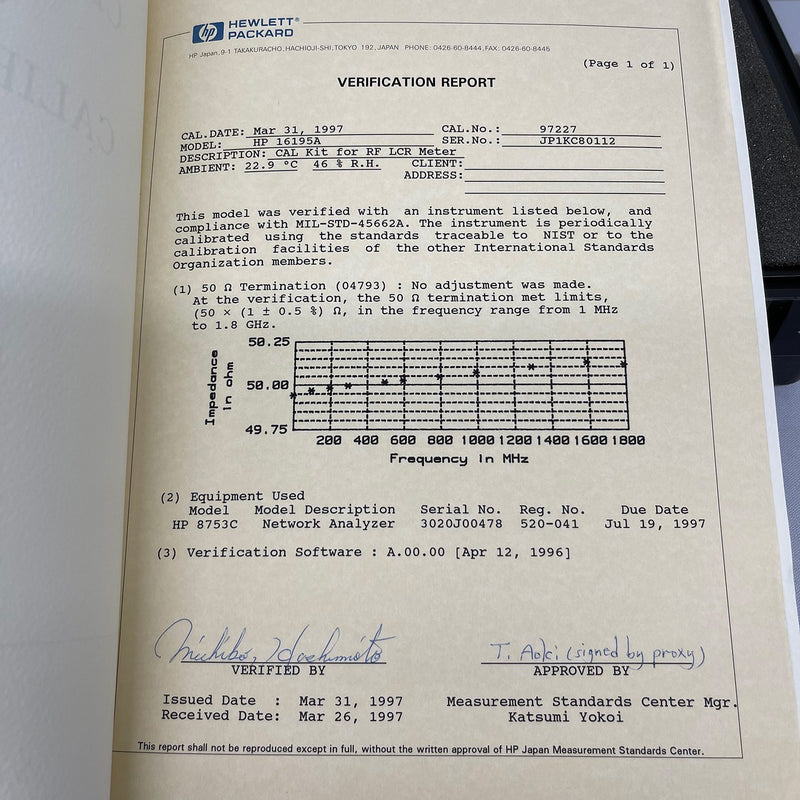 hp HEWLETT®
PACKARD
HP Japan, 9-1 TAKAKURACHO, HACHIOJI-SHI, TOKYO 192, JAPAN PHONE: 0426-60-8444, FAX: 0426-60-8445
(Page 1 of 1)
VERIFICATION REPORT
CAL.DATE: Mar 31, 1997 CAL.No.: 97227
MODEL: HP 16195A SER.No.: JP1KC80112
DESCRIPTION: CAL Kit for RF LCR Meter
AMBIENT: 22.9 °C 46 % R.H. CLIENT:
ADDRESS:
This model was verified with an instrument listed below, and
compliance with MIL-STD-45662A. The instrument is periodically
calibrated using the standards traceable to NIST or to the
calibration facilities of the other International Standards
Organization members.
(1) 50 Ω Termination (04793) : No adjustment was made.
At the verification, the 50 Ω termination met limits,
(50 × (1 ± 0.5 %) Ω, in the frequency range from 1 MHz
to 1.8 GHz.
Impedance
in ohm
50.25
50.00
49.75
200 400 600 800 1000 1200 1400 1600 1800
Frequency in MHz
(2) Equipment Used
Model Model Description Serial No. Reg. No. Due Date
HP 8753C Network Analyzer 3020J00478 520-041 Jul 19, 1997
(3) Verification Software : A.00.00 [Apr 12, 1996]
Michiko, Hashimoto T. Aoki (signed by proxy)
VERIFIED BY APPROVED BY
Issued Date : Mar 31, 1997 Measurement Standards Center Mgr.
Received Date: Mar 26, 1997 Katsumi Yokoi
This report shall not be reproduced except in full, without the written approval of HP Japan Measurement Standards Center.